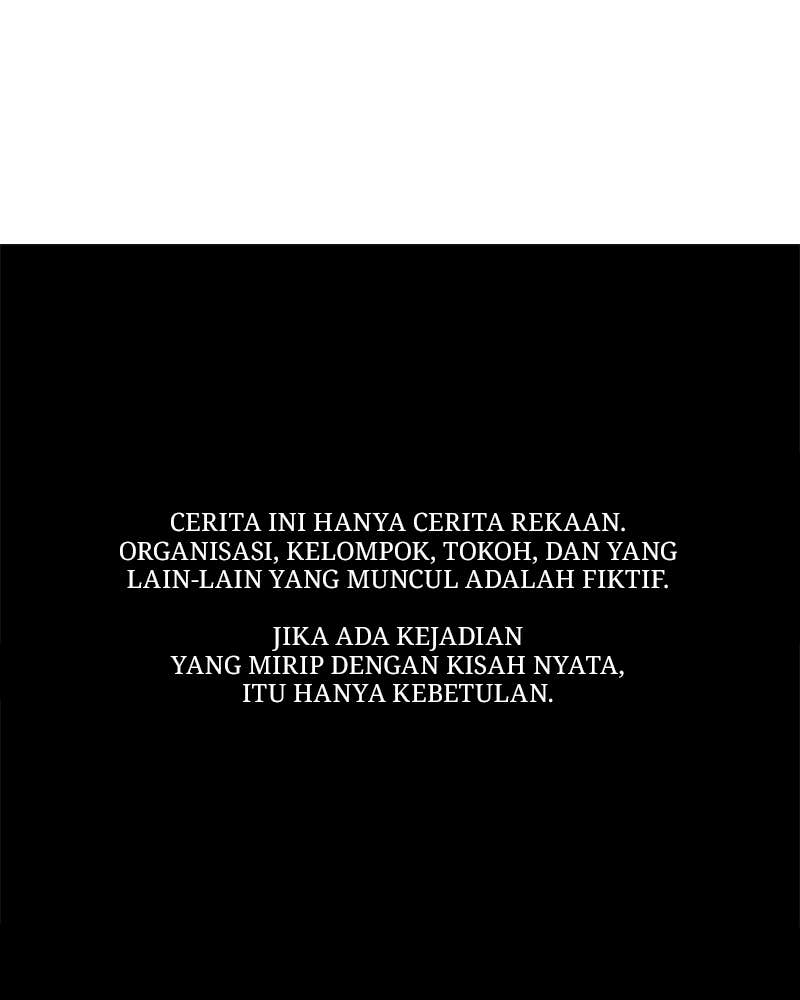 CERITA INI HANYA CERITA REKAAN.
ORGANISASI, KELOMPOK, TOKOH, DAN YANG
LAIN-LAIN YANG MUNCUL ADALAH FIKTIF.
JIKA ADA KEJADIAN
YANG MIRIP DENGAN KISAH NYATA,
ITU HANYA KEBETULAN.